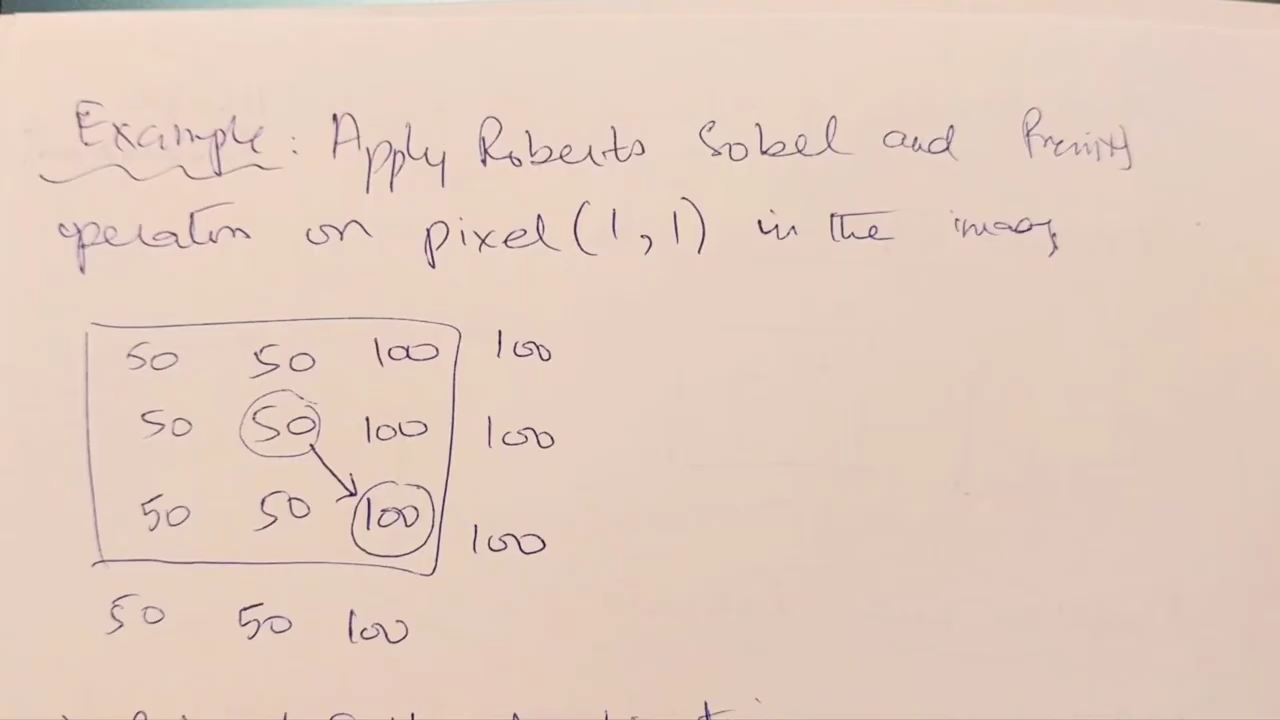 Example: Apply Roberts Sobel and Prewitt
operation on pixel(1,1) in the image
50 50 100 100
50 50 100 100
50 50 100 100
50 50 100